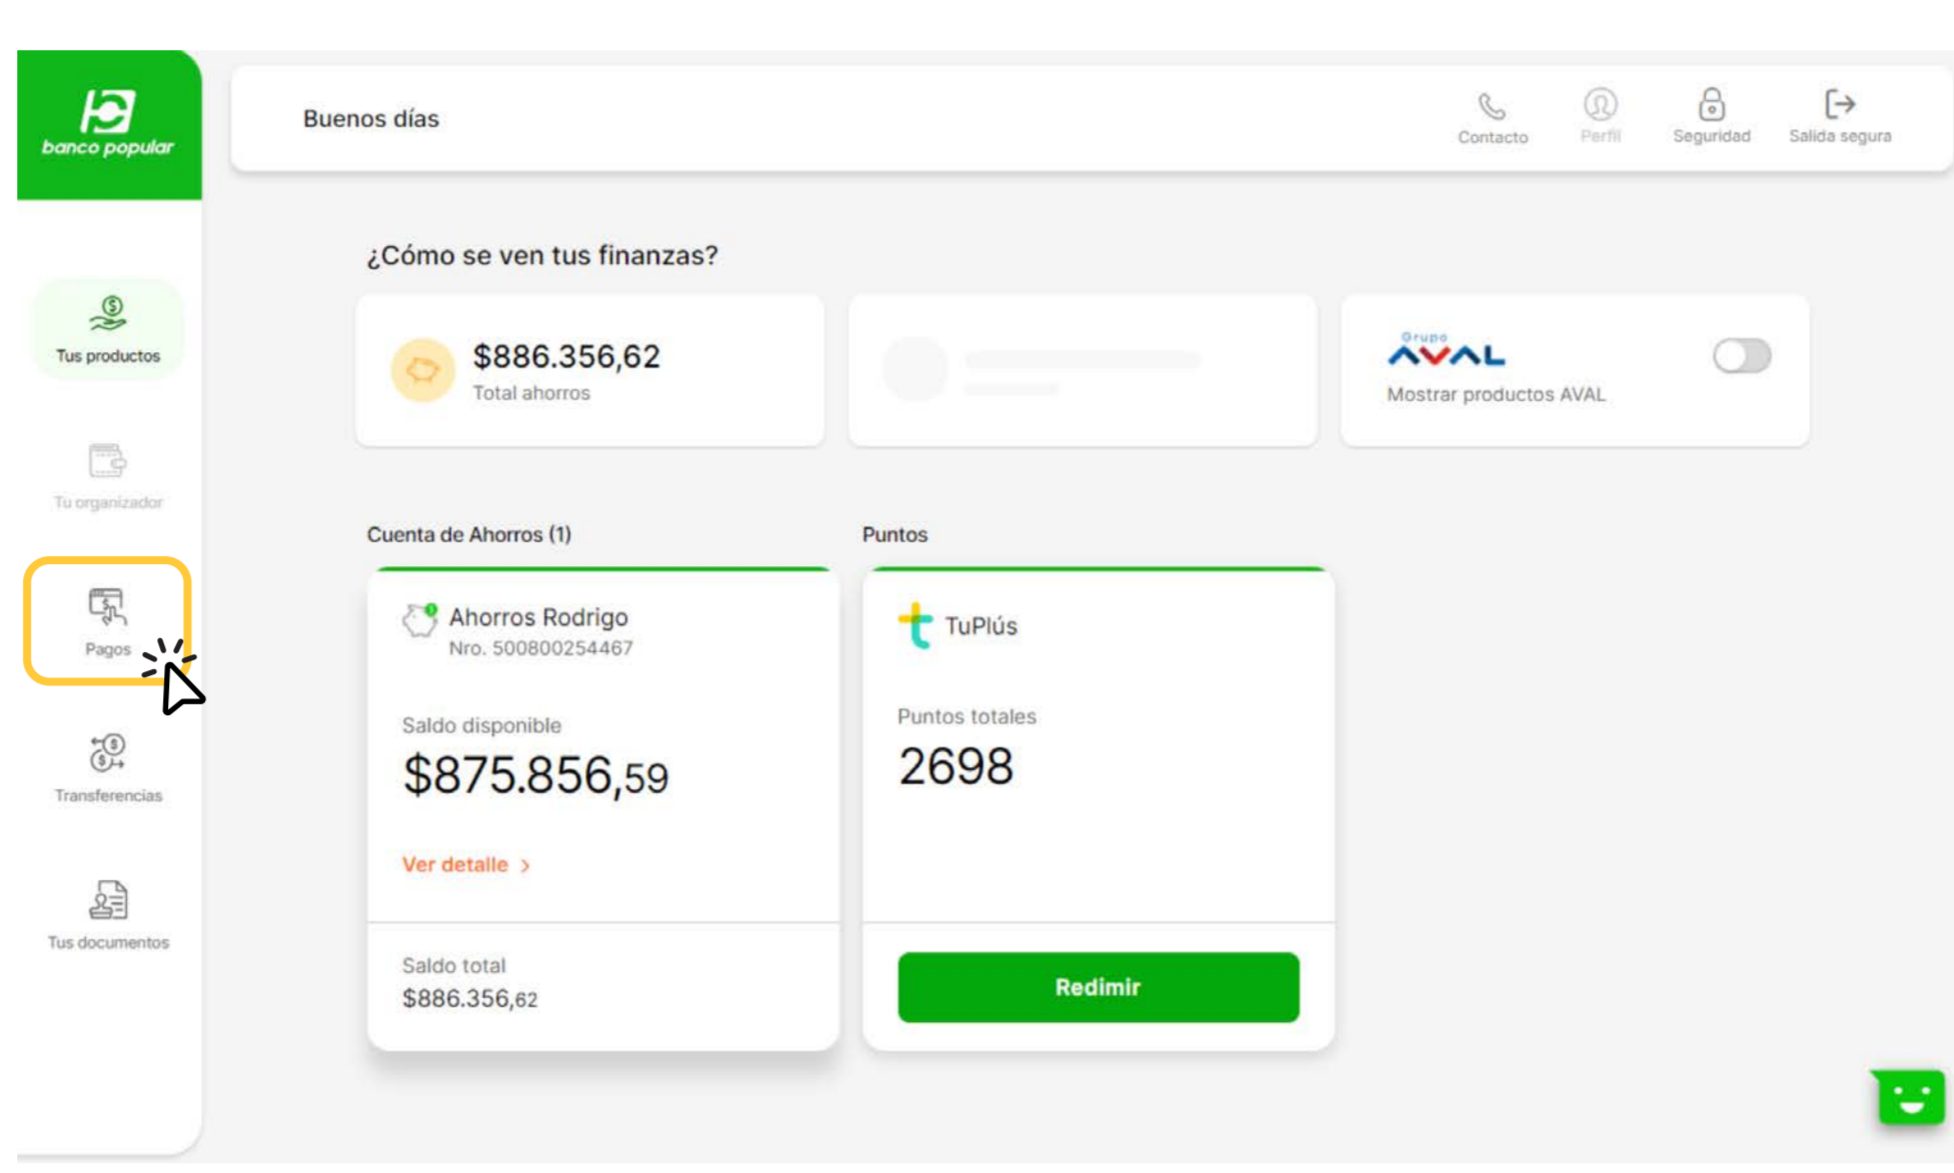 banco popular
Buenos días
Contacto
Perfil
Seguridad
Salida segura
¿Cómo se ven tus finanzas?
Tus productos
Tu organizador
Pagos
Transferencias
Tus documentos
$886.356,62
Total ahorros
Grupo
AVAL
Mostrar productos AVAL
Cuenta de Ahorros (1)
Ahorros Rodrigo
Nro. 500800254467
Saldo disponible
$875.856,59
Ver detalle >
Saldo total
$886.356,62
Puntos
TuPlús
Puntos totales
2698
Redimir